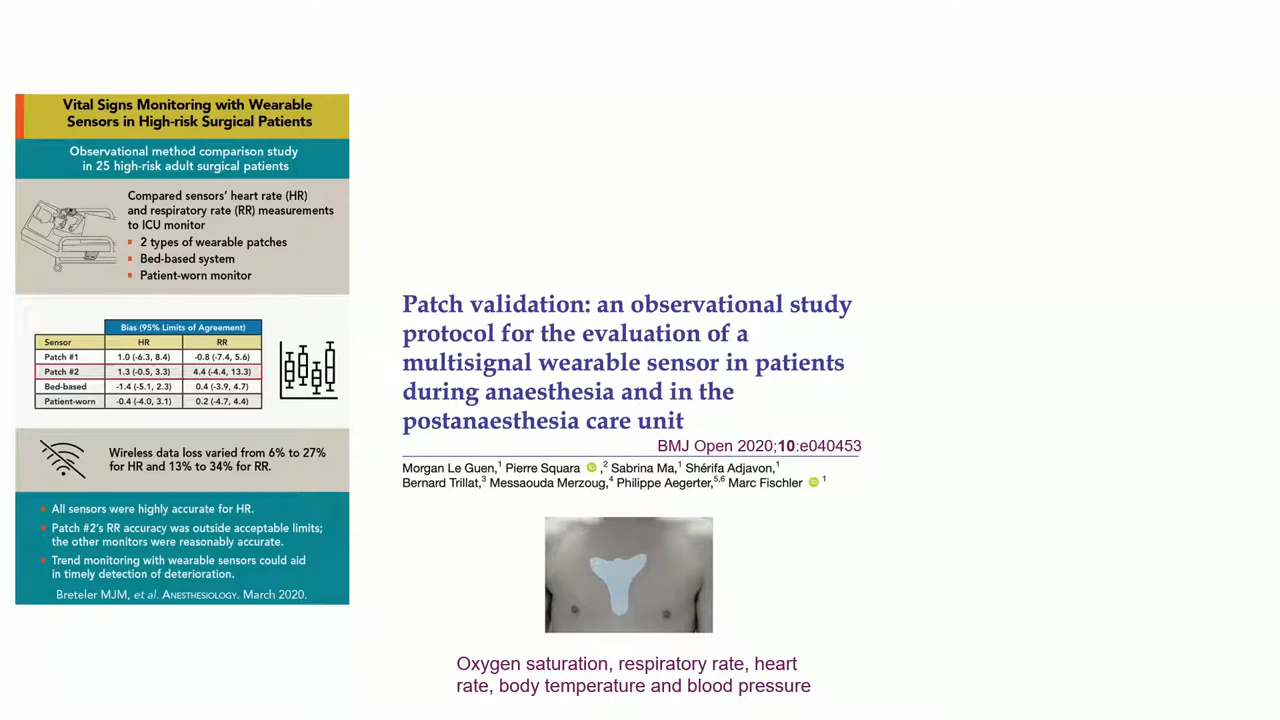 Vital Signs Monitoring with Wearable
Sensors in High-risk Surgical Patients
Observational method comparison study
in 25 high-risk adult surgical patients
Compared sensors' heart rate (HR)
and respiratory rate (RR) measurements
to ICU monitor
▪ 2 types of wearable patches
▪ Bed-based system
▪ Patient-worn monitor
Bias (95% Limits of Agreement)
Sensor HR RR
Patch #1 1.0 (-6.3, 8.4) -0.8 (-7.4, 5.6)
Patch #2 1.3 (-0.5, 3.3) 4.4 (-4.4, 13.3)
Bed-based -1.4 (-5.1, 2.3) 0.4 (-3.9, 4.7)
Patient-worn -0.4 (-4.0, 3.1) 0.2 (-4.7, 4.4)
Wireless data loss varied from 6% to 27%
for HR and 13% to 34% for RR.
▪ All sensors were highly accurate for HR.
▪ Patch #2's RR accuracy was outside acceptable limits;
the other monitors were reasonably accurate.
▪ Trend monitoring with wearable sensors could aid
in timely detection of deterioration.
Breteler MJM, et al. ANESTHESIOLOGY. March 2020.
Patch validation: an observational study
protocol for the evaluation of a
multisignal wearable sensor in patients
during anaesthesia and in the
postanaesthesia care unit
BMJ Open 2020;10:e040453
Morgan Le Guen,1 Pierre Squara iD ,2 Sabrina Ma,1 Shérifa Adjavon,1
Bernard Trillat,3 Messaouda Merzoug,4 Philippe Aegerter,5,6 Marc Fischler iD 1
Oxygen saturation, respiratory rate, heart
rate, body temperature and blood pressure